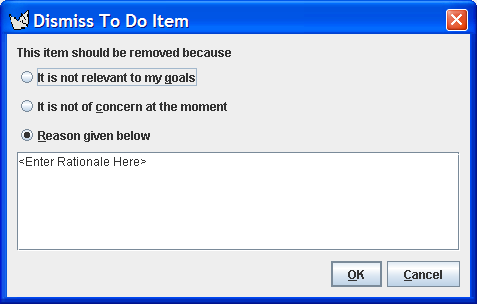 Dismiss To Do Item
This item should be removed because
It is not relevant to my goals
It is not of concern at the moment
Reason given below
<Enter Rationale Here>
OK
Cancel